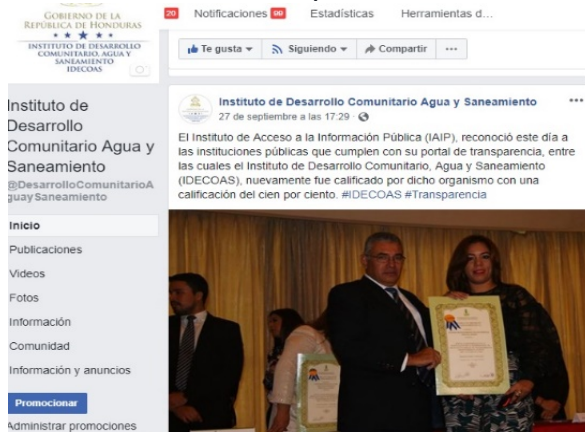 GOBIERNO DE LA
REPÚBLICA DE HONDURAS
INSTITUTO DE DESARROLLO
COMUNITARIO, AGUA Y
SANEAMIENTO
IDECOAS
20 Notificaciones 99 Estadísticas Herramientas d...
Te gusta Siguiendo Compartir ...
Instituto de
Desarrollo
Comunitario Agua y
Saneamiento
@DesarrolloComunitarioA
guaySaneamiento
Inicio
Publicaciones
Videos
Fotos
Información
Comunidad
Información y anuncios
Promocionar
Administrar promociones
Instituto de Desarrollo Comunitario Agua y Saneamiento ...
27 de septiembre a las 17:29 ·
El Instituto de Acceso a la Información Pública (IAIP), reconoció este día a
las instituciones públicas que cumplen con su portal de transparencia, entre
las cuales el Instituto de Desarrollo Comunitario, Agua y Saneamiento
(IDECOAS), nuevamente fue calificado por dicho organismo con una
calificación del cien por ciento. #IDECOAS #Transparencia